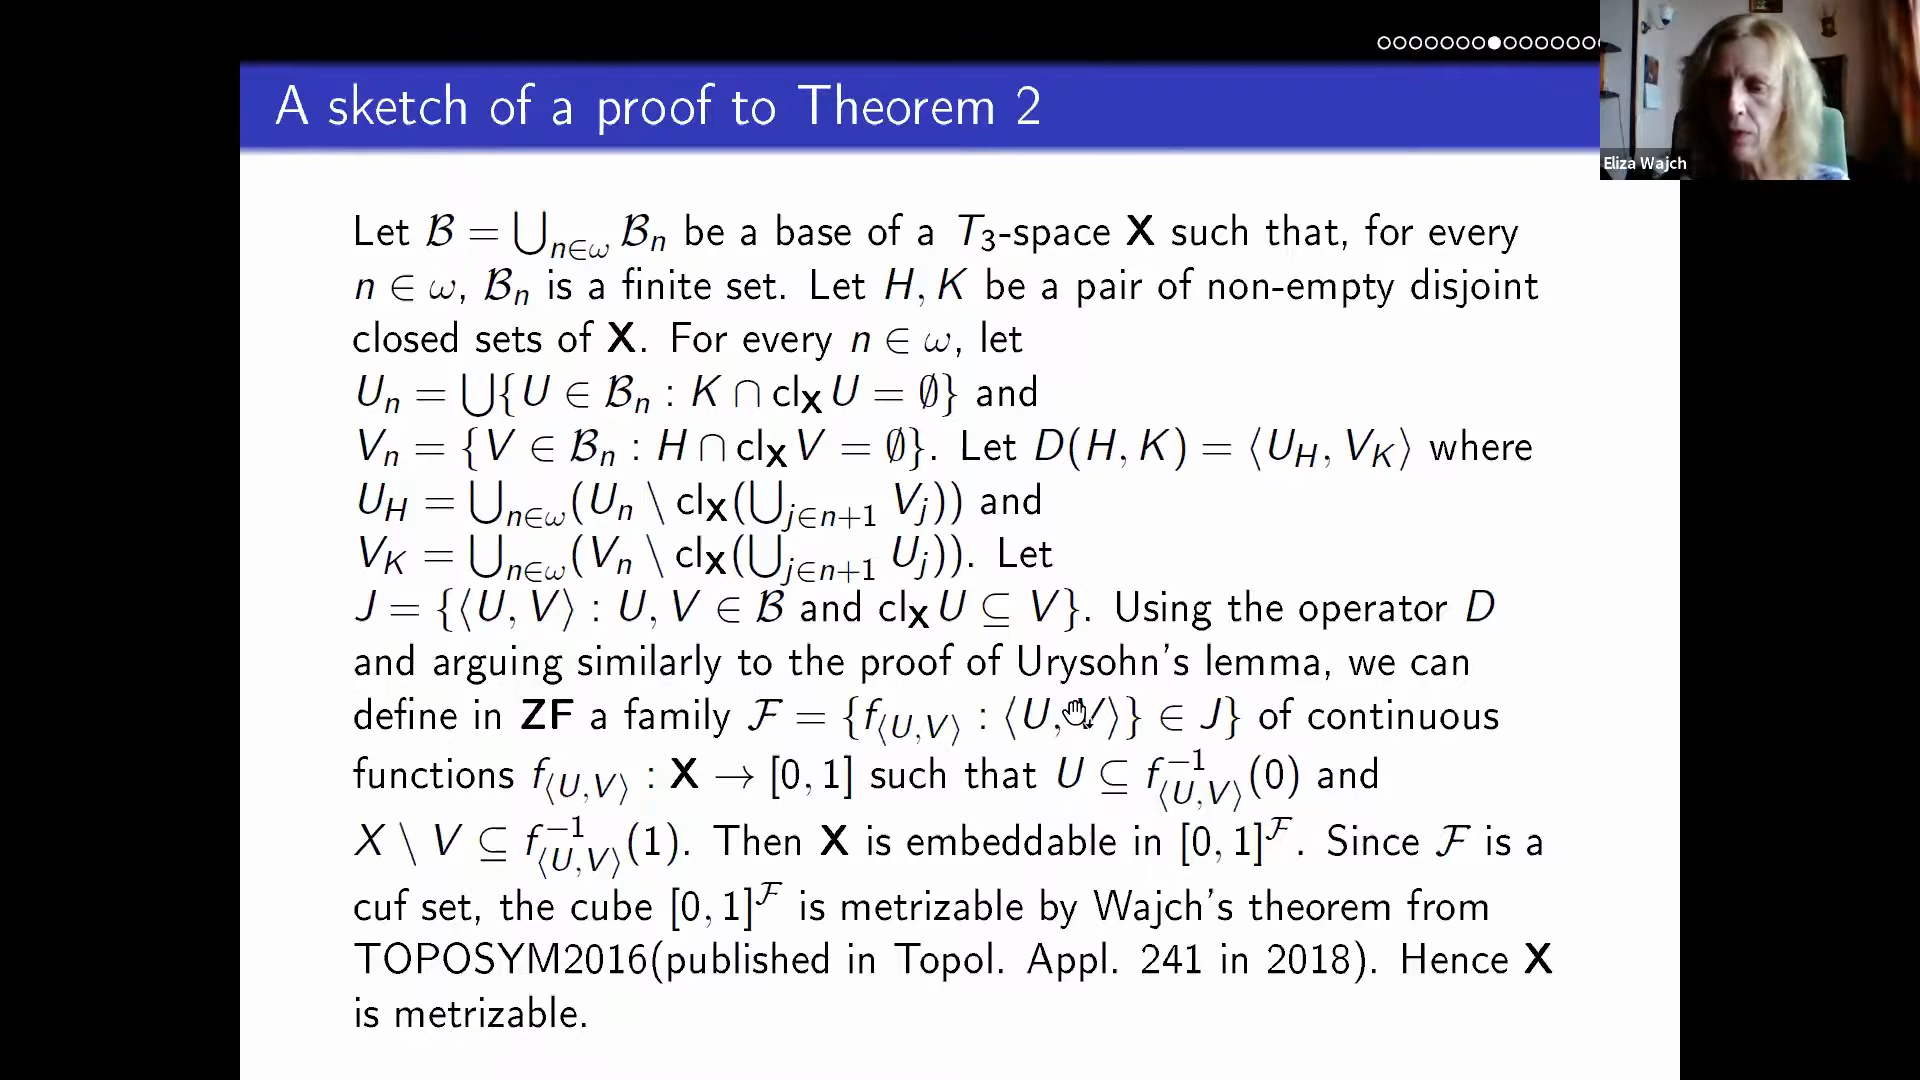 A sketch of a proof to Theorem 2
Eliza Wajch
Let ℬ = ⋃_{n∈ω} ℬ_n be a base of a T_3-space 𝐗 such that, for every
n ∈ ω, ℬ_n is a finite set. Let H, K be a pair of non-empty disjoint
closed sets of 𝐗. For every n ∈ ω, let
U_n = ⋃{U ∈ ℬ_n : K ∩ cl_𝐗 U = ∅} and
V_n = {V ∈ ℬ_n : H ∩ cl_𝐗 V = ∅}. Let D(H, K) = ⟨U_H, V_K⟩ where
U_H = ⋃_{n∈ω}(U_n \ cl_𝐗(⋃_{j∈n+1} V_j)) and
V_K = ⋃_{n∈ω}(V_n \ cl_𝐗(⋃_{j∈n+1} U_j)). Let
J = {⟨U, V⟩ : U, V ∈ ℬ and cl_𝐗 U ⊆ V}. Using the operator D
and arguing similarly to the proof of Urysohn's lemma, we can
define in 𝐙𝐅 a family ℱ = {f_{⟨U,V⟩} : ⟨U, V⟩} ∈ J} of continuous
functions f_{⟨U,V⟩} : 𝐗 → [0, 1] such that U ⊆ f^{-1}_{⟨U,V⟩}(0) and
X \ V ⊆ f^{-1}_{⟨U,V⟩}(1). Then 𝐗 is embeddable in [0, 1]^ℱ. Since ℱ is a
cuf set, the cube [0, 1]^ℱ is metrizable by Wajch's theorem from
TOPOSYM2016(published in Topol. Appl. 241 in 2018). Hence 𝐗
is metrizable.